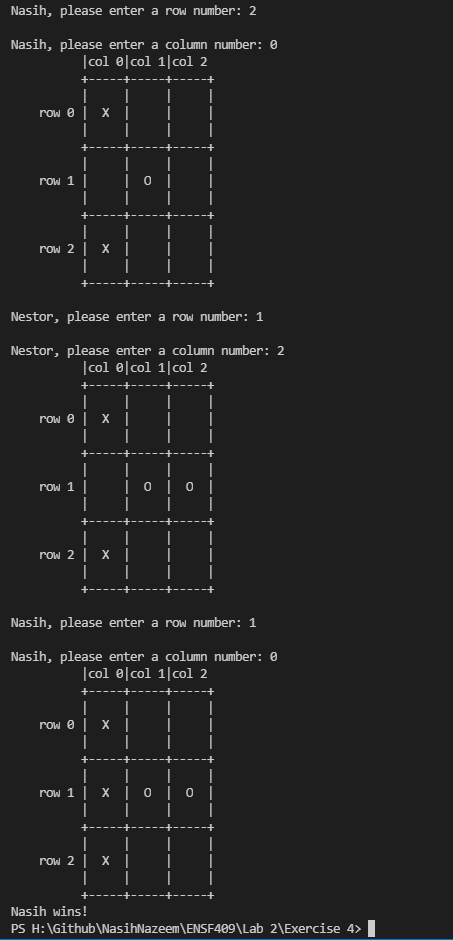 Nasih, please enter a row number: 2
Nasih, please enter a column number: 0
          |col 0|col 1|col 2
          +-----+-----+-----+
          |     |     |     |
    row 0 |  X  |     |     |
          |     |     |     |
          +-----+-----+-----+
          |     |     |     |
    row 1 |     |  O  |     |
          |     |     |     |
          +-----+-----+-----+
          |     |     |     |
    row 2 |  X  |     |     |
          |     |     |     |
          +-----+-----+-----+
Nestor, please enter a row number: 1
Nestor, please enter a column number: 2
          |col 0|col 1|col 2
          +-----+-----+-----+
          |     |     |     |
    row 0 |  X  |     |     |
          |     |     |     |
          +-----+-----+-----+
          |     |     |     |
    row 1 |     |  O  |  O  |
          |     |     |     |
          +-----+-----+-----+
          |     |     |     |
    row 2 |  X  |     |     |
          |     |     |     |
          +-----+-----+-----+
Nasih, please enter a row number: 1
Nasih, please enter a column number: 0
          |col 0|col 1|col 2
          +-----+-----+-----+
          |     |     |     |
    row 0 |  X  |     |     |
          |     |     |     |
          +-----+-----+-----+
          |     |     |     |
    row 1 |  X  |  O  |  O  |
          |     |     |     |
          +-----+-----+-----+
          |     |     |     |
    row 2 |  X  |     |     |
          |     |     |     |
          +-----+-----+-----+
Nasih wins!
PS H:\Github\NasihNazeem\ENSF409\Lab 2\Exercise 4>